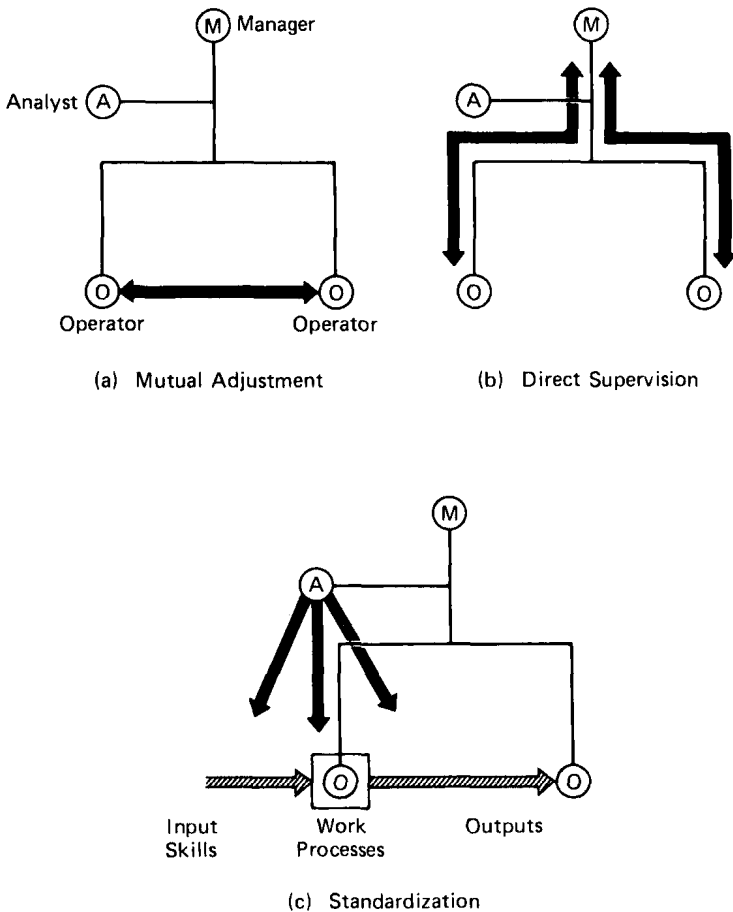 M Manager
Analyst A
O O
Operator Operator
(a) Mutual Adjustment
M
A
O O
(b) Direct Supervision
M
A
O O
Input Work Outputs
Skills Processes
(c) Standardization